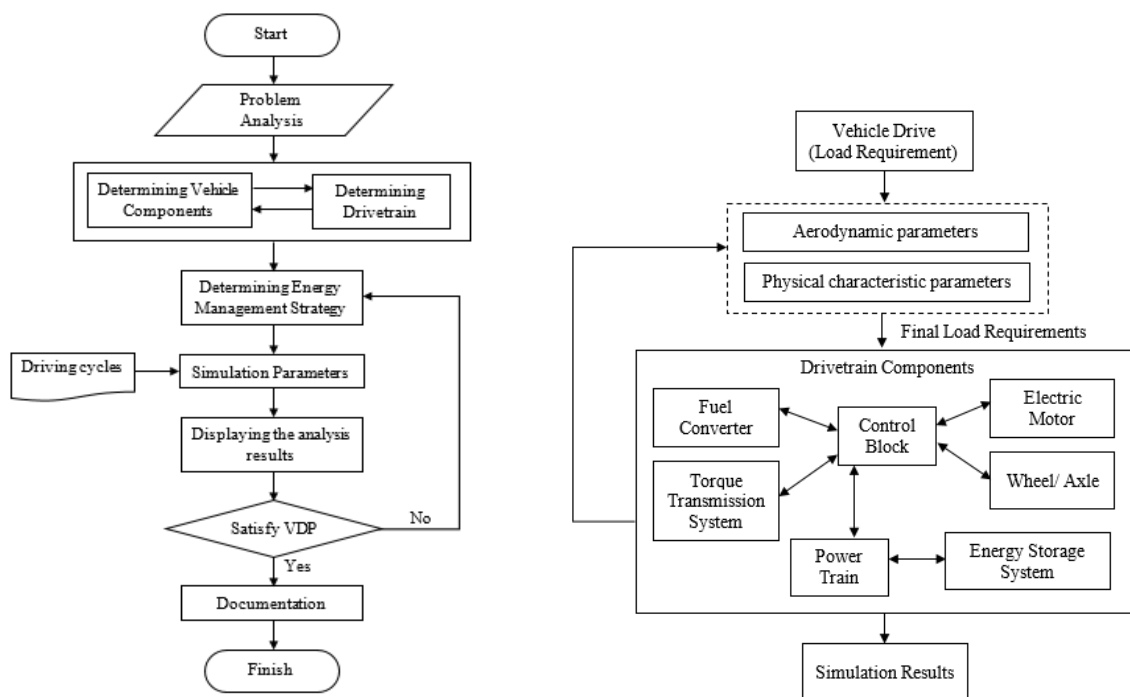 Start
Problem
Analysis
Determining Vehicle
Components
Determining
Drivetrain
Determining Energy
Management Strategy
Driving cycles
Simulation Parameters
Displaying the analysis
results
Satisfy VDP
No
Yes
Documentation
Finish
Vehicle Drive
(Load Requirement)
Aerodynamic parameters
Physical characteristic parameters
Final Load Requirements
Drivetrain Components
Fuel
Converter
Control
Block
Electric
Motor
Torque
Transmission
System
Wheel/ Axle
Power
Train
Energy Storage
System
Simulation Results